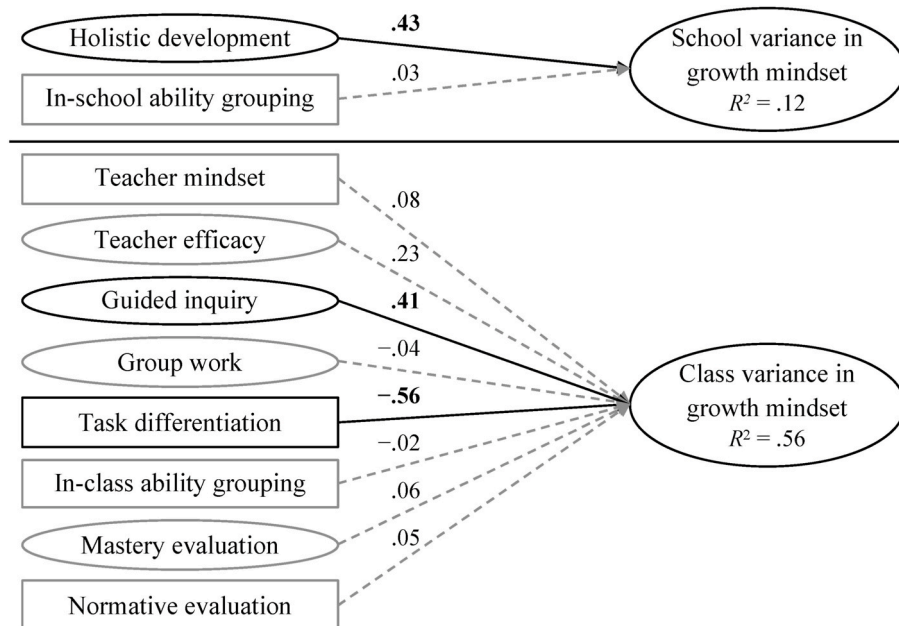 Holistic development
.43
School variance in
growth mindset
R² = .12
In-school ability grouping
.03
Teacher mindset
.08
Teacher efficacy
.23
Guided inquiry
.41
Group work
−.04
Class variance in
growth mindset
R² = .56
Task differentiation
−.56
In-class ability grouping
−.02
Mastery evaluation
.06
Normative evaluation
.05